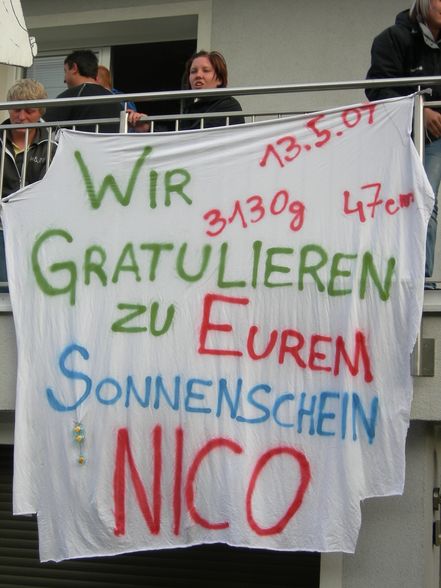 13.5.07
WIR
3130g 47cm
GRATULIEREN
ZU EUREM
SONNENSCHEIN
NICO